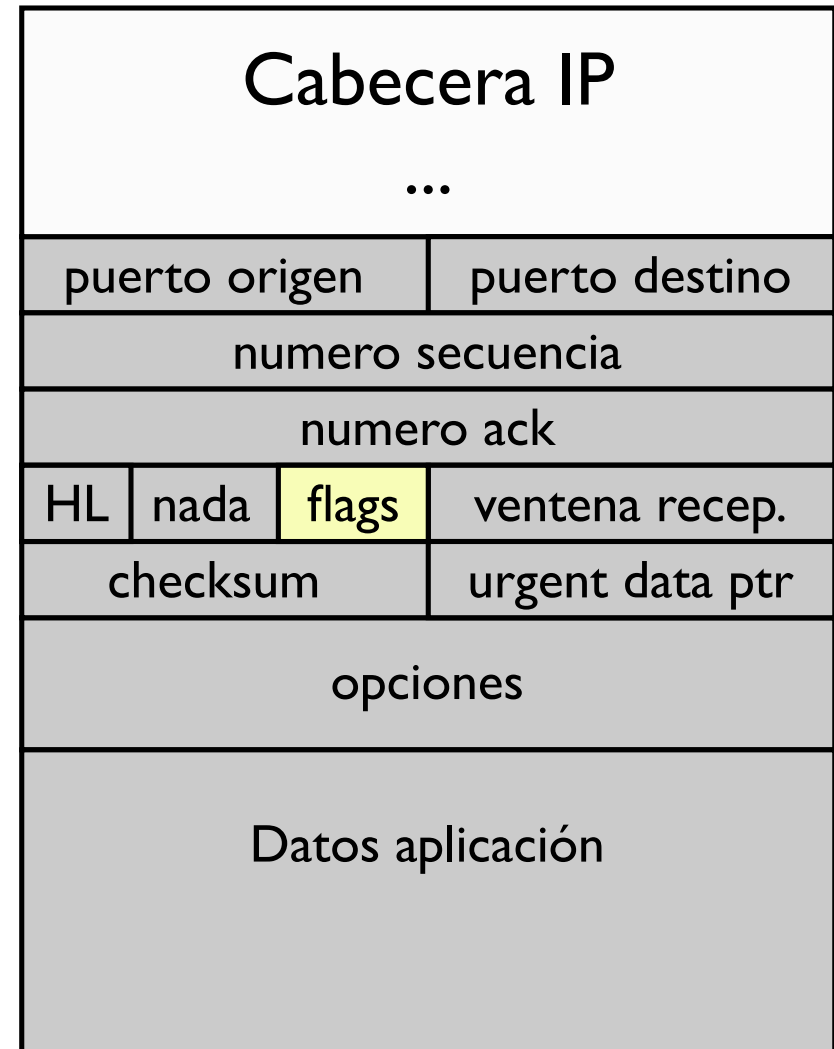 Cabecera IP
...
puerto origen puerto destino
numero secuencia
numero ack
HL nada flags ventena recep.
checksum urgent data ptr
opciones
Datos aplicación